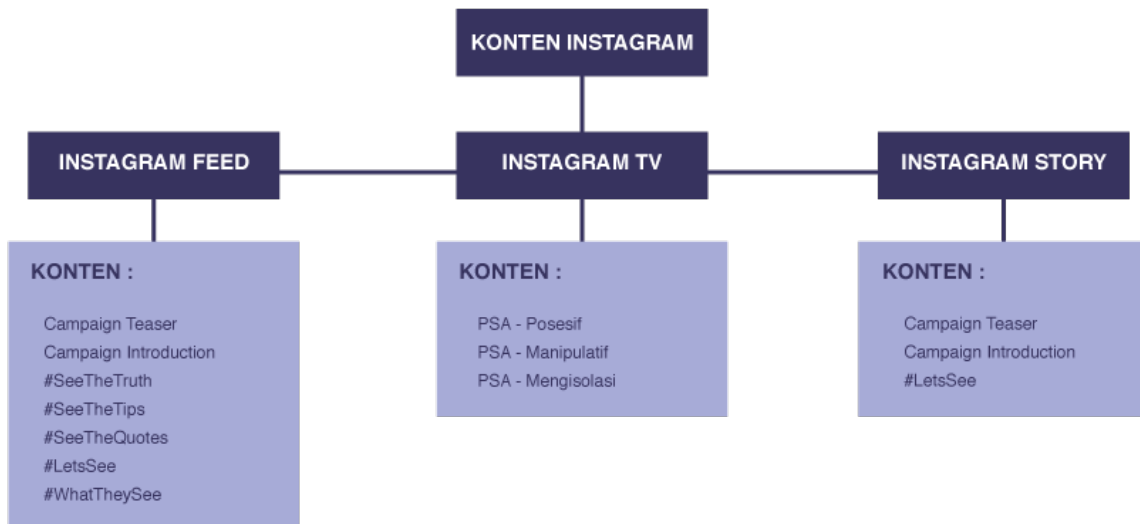 KONTEN INSTAGRAM
INSTAGRAM FEED
INSTAGRAM TV
INSTAGRAM STORY
KONTEN :
Campaign Teaser
Campaign Introduction
#SeeTheTruth
#SeeTheTips
#SeeTheQuotes
#LetsSee
#WhatTheySee
KONTEN :
PSA - Posesif
PSA - Manipulatif
PSA - Mengisolasi
KONTEN :
Campaign Teaser
Campaign Introduction
#LetsSee